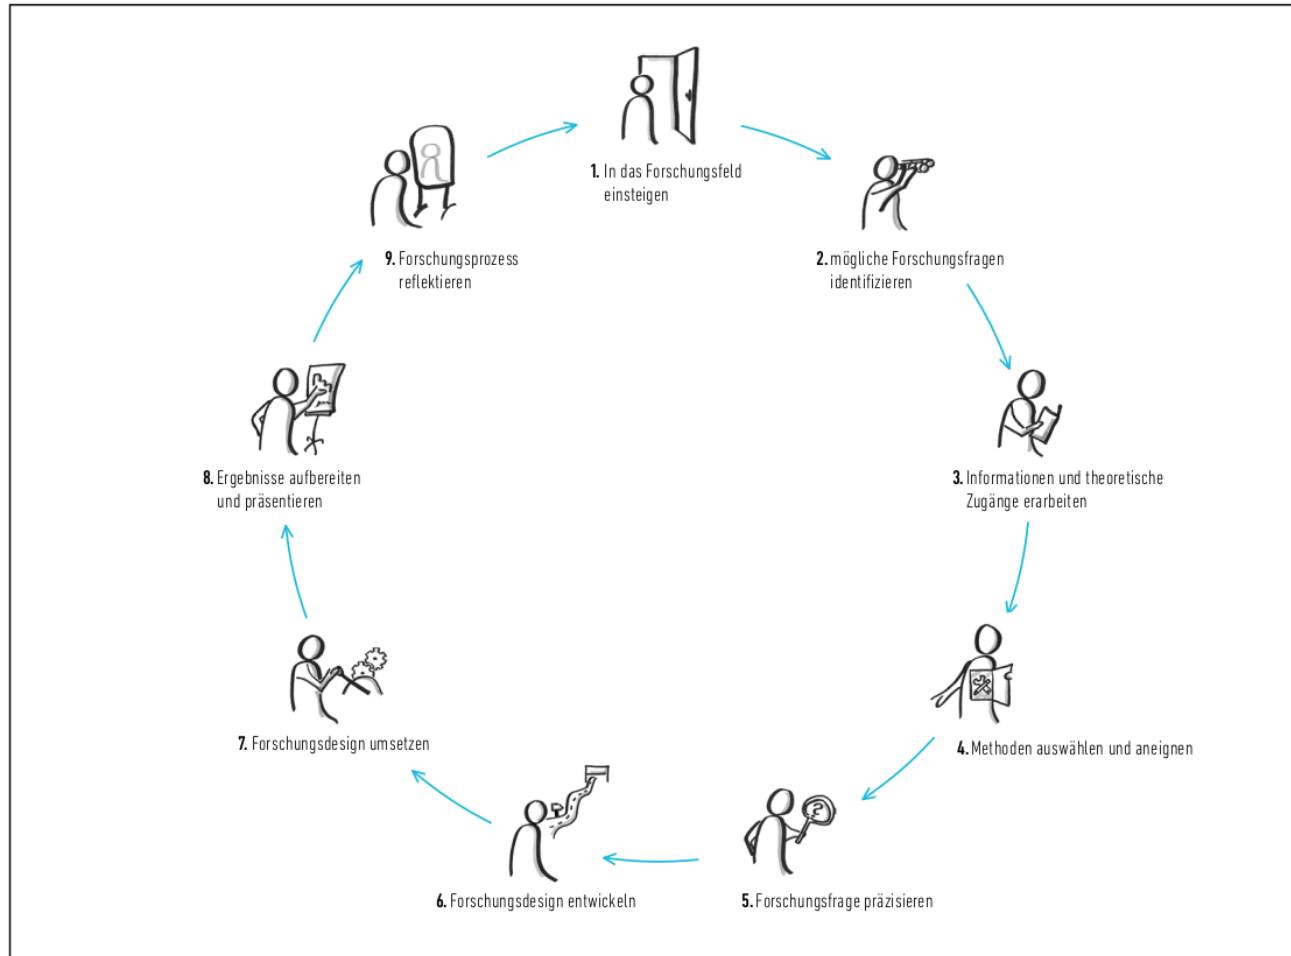 1. In das Forschungsfeld
einsteigen
2. mögliche Forschungsfragen
identifizieren
3. Informationen und theoretische
Zugänge erarbeiten
4. Methoden auswählen und aneignen
5. Forschungsfrage präzisieren
?
6. Forschungsdesign entwickeln
7. Forschungsdesign umsetzen
8. Ergebnisse aufbereiten
und präsentieren
9. Forschungsprozess
reflektieren